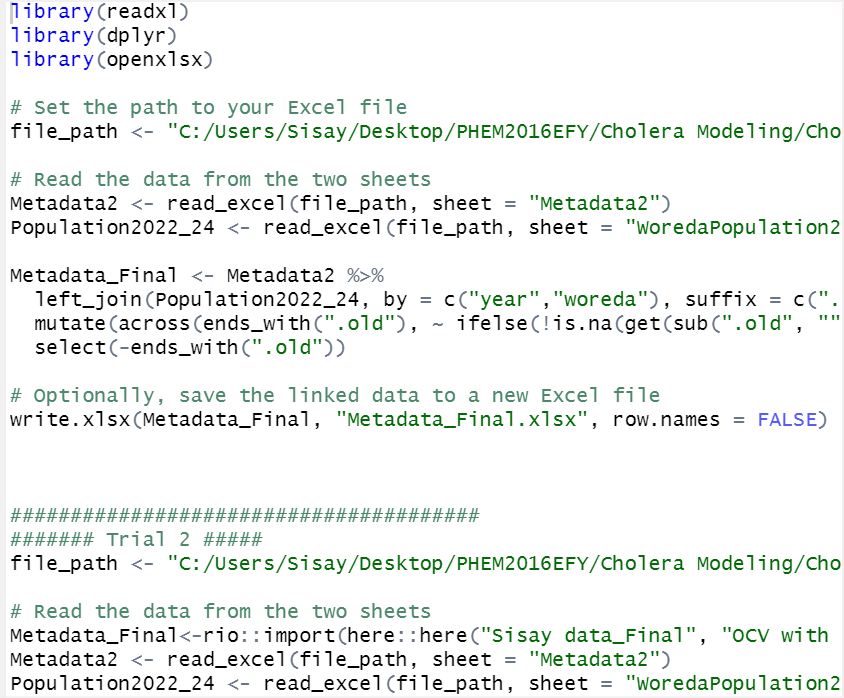 library(readxl)
library(dplyr)
library(openxlsx)
# Set the path to your Excel file
file_path <- "C:/Users/Sisay/Desktop/PHEM2016EFY/Cholera Modeling/Cho
# Read the data from the two sheets
Metadata2 <- read_excel(file_path, sheet = "Metadata2")
Population2022_24 <- read_excel(file_path, sheet = "WoredaPopulation2
Metadata_Final <- Metadata2 %>%
  left_join(Population2022_24, by = c("year","woreda"), suffix = c(".
  mutate(across(ends_with(".old"), ~ ifelse(!is.na(get(sub(".old", ""
  select(-ends_with(".old"))
# Optionally, save the linked data to a new Excel file
write.xlsx(Metadata_Final, "Metadata_Final.xlsx", row.names = FALSE)
#######################################
####### Trial 2 #####
file_path <- "C:/Users/Sisay/Desktop/PHEM2016EFY/Cholera Modeling/Cho
# Read the data from the two sheets
Metadata_Final<-rio::import(here::here("Sisay data_Final", "OCV with
Metadata2 <- read_excel(file_path, sheet = "Metadata2")
Population2022_24 <- read_excel(file_path, sheet = "WoredaPopulation2